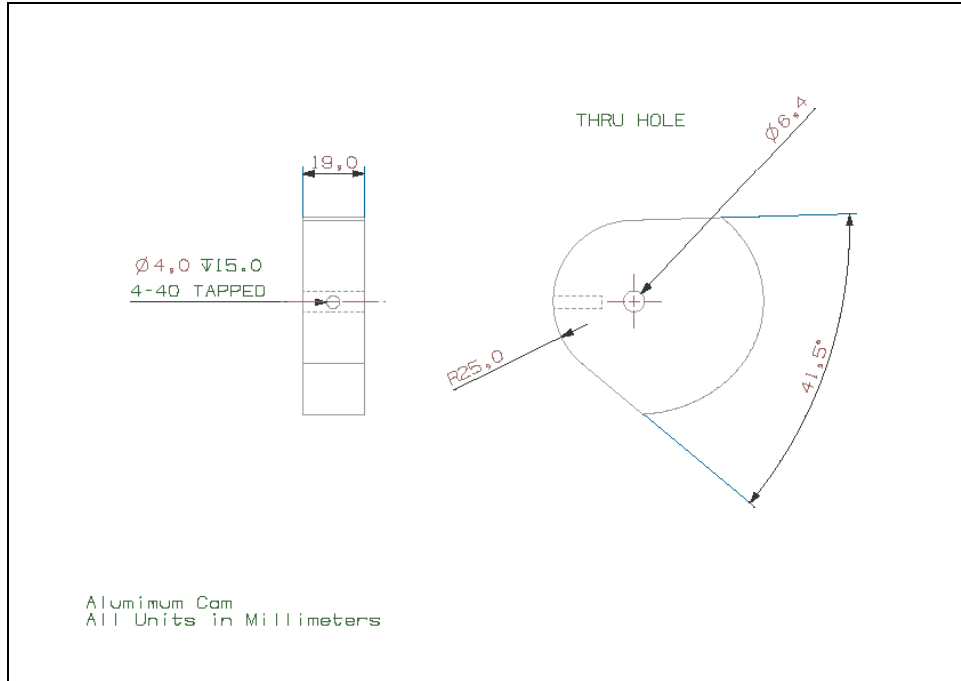 THRU HOLE
Ø6,4
19,0
Ø4,0 ↧15.0
4-40 TAPPED
R25,0
41,5°
Alumimum Cam
All Units in Millimeters